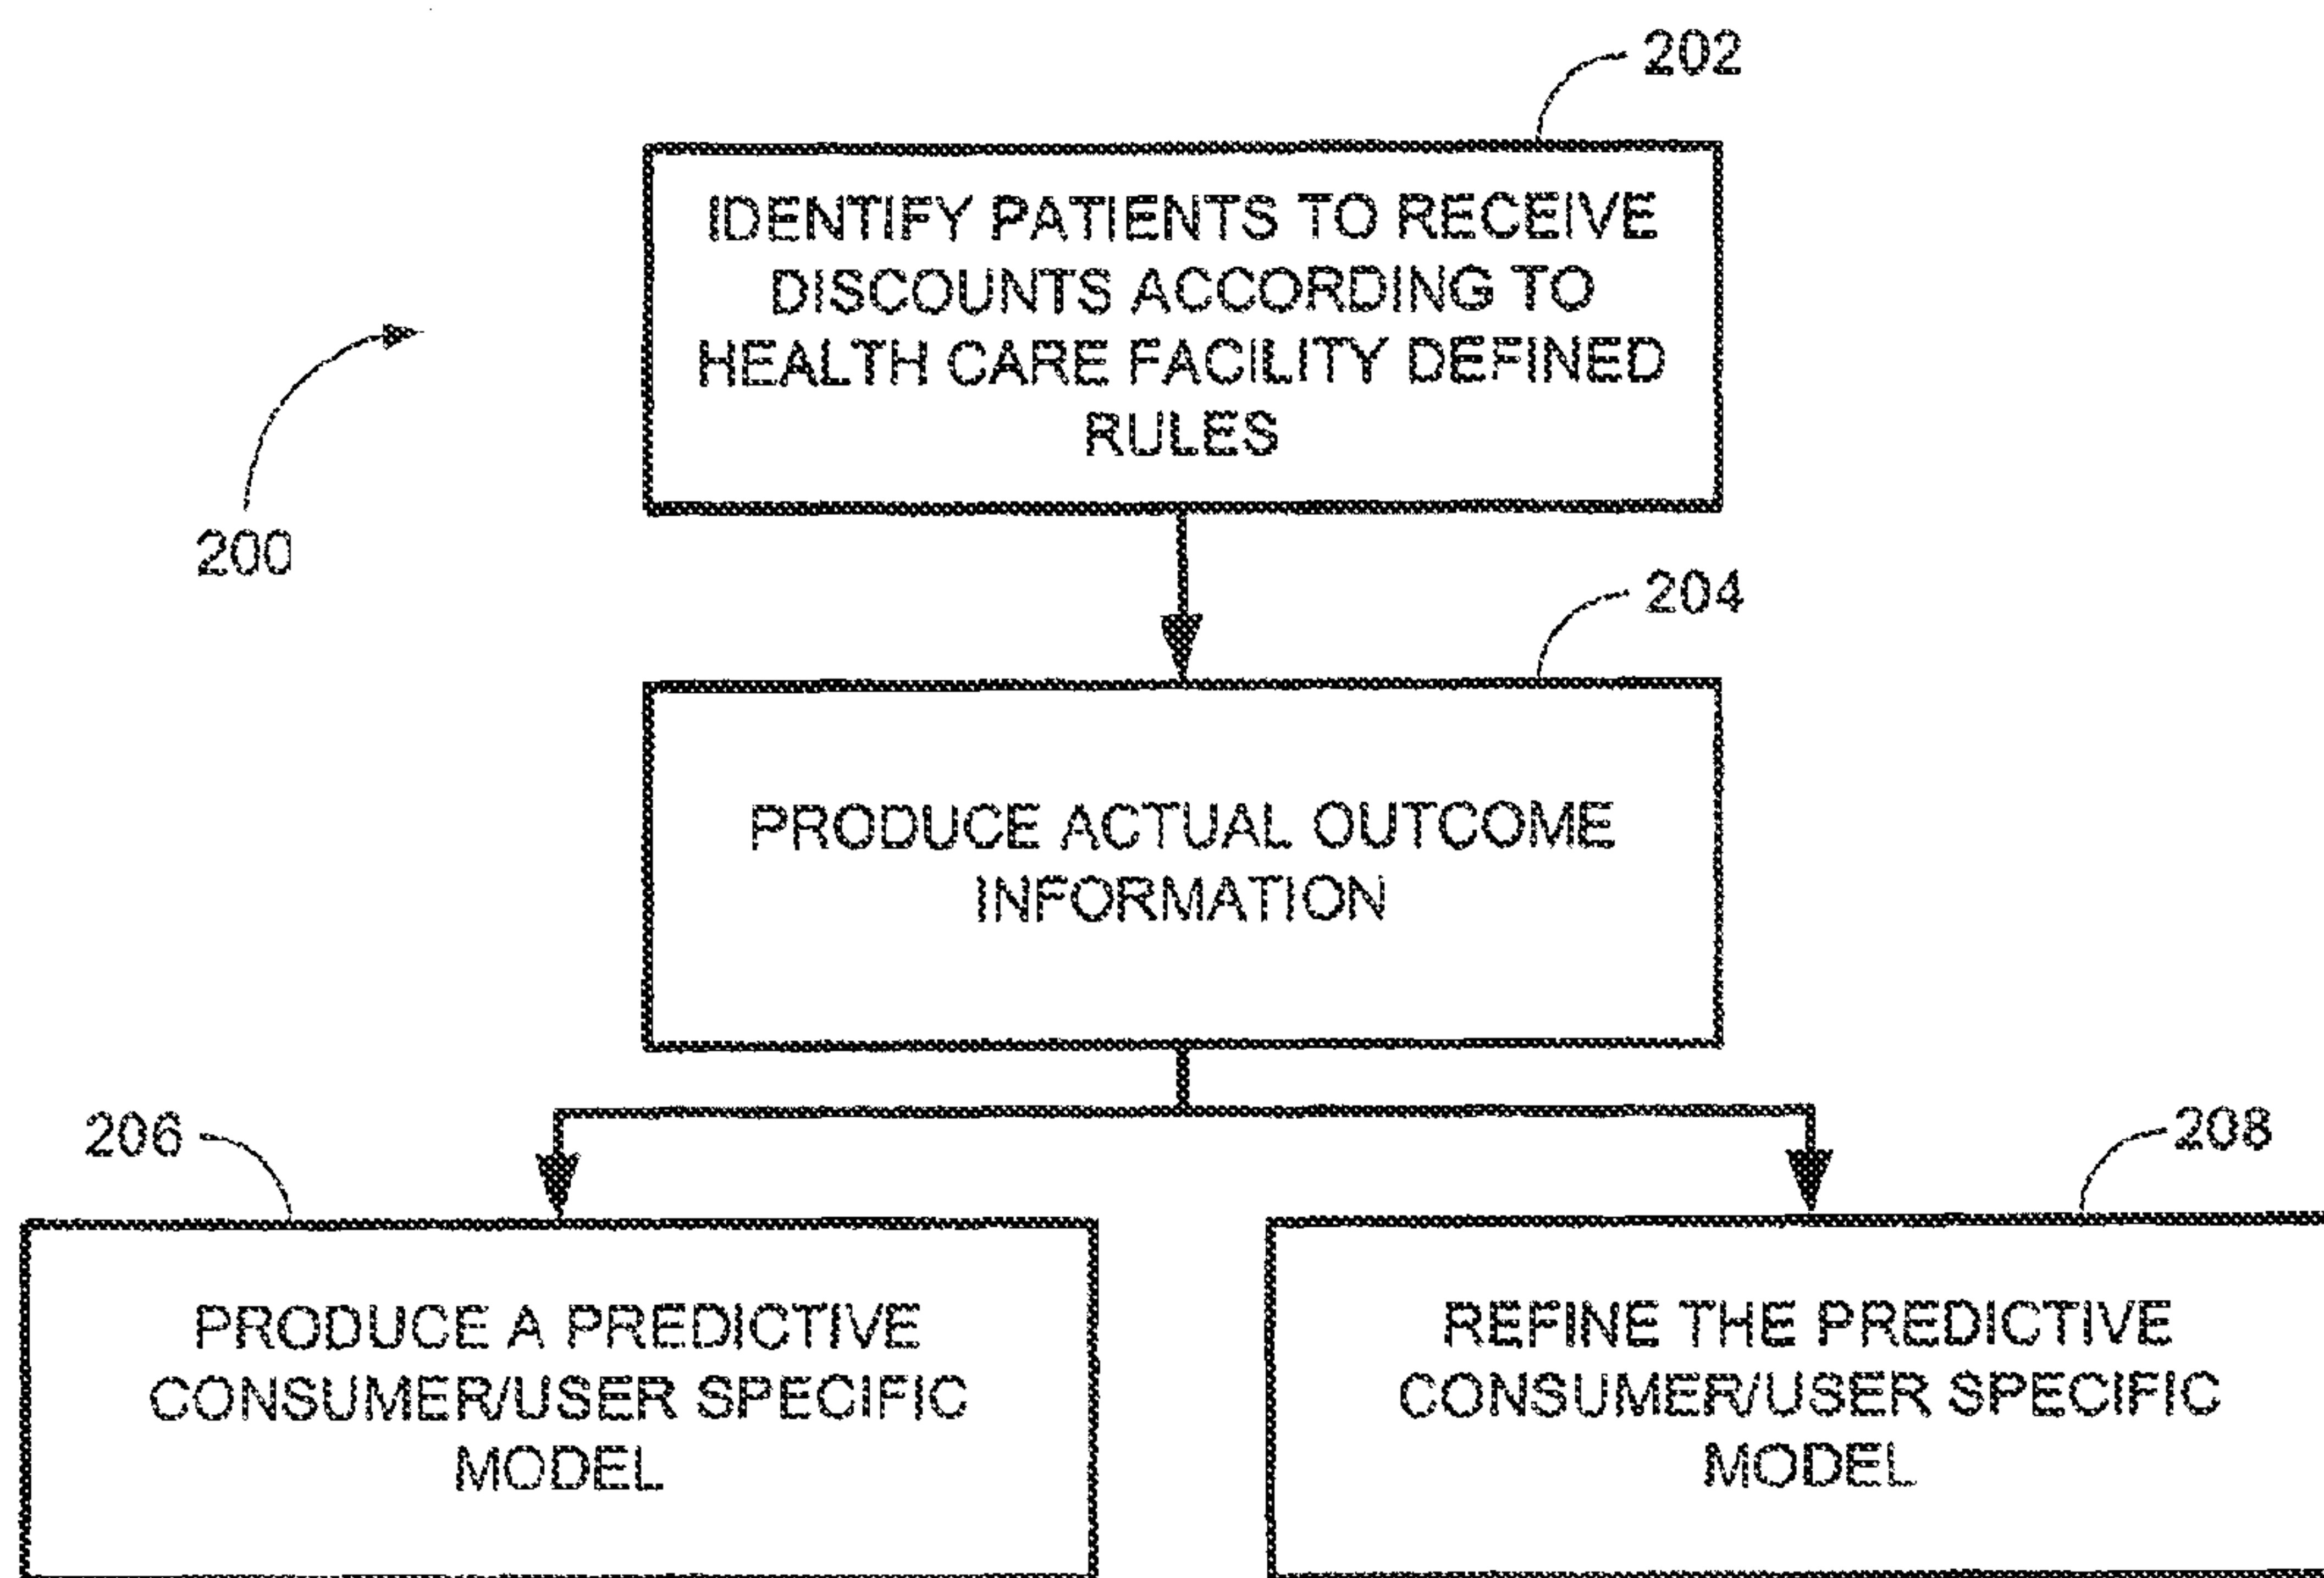 202
IDENTIFY PATIENTS TO RECEIVE
DISCOUNTS ACCORDING TO
HEALTH CARE FACILITY DEFINED
RULES
200
204
PRODUCE ACTUAL OUTCOME
INFORMATION
206
208
PRODUCE A PREDICTIVE
CONSUMER/USER SPECIFIC
MODEL
REFINE THE PREDICTIVE
CONSUMER/USER SPECIFIC
MODEL